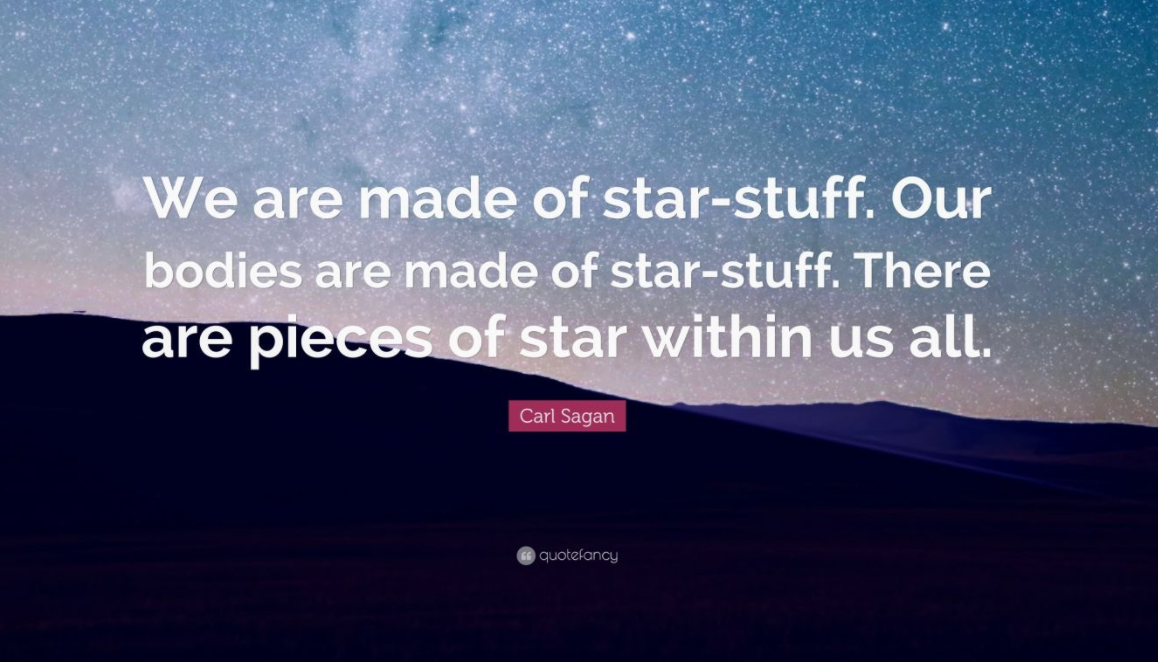 We are made of star-stuff. Our
bodies are made of star-stuff. There
are pieces of star within us all.
Carl Sagan
quotefancy